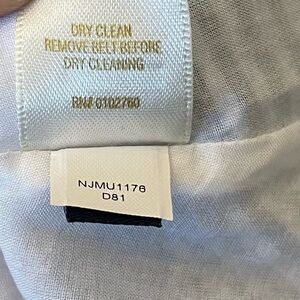 DRY CLEAN
REMOVE BELT BEFORE
DRY CLEANING
RN# 0102760
NJMU1176
D81